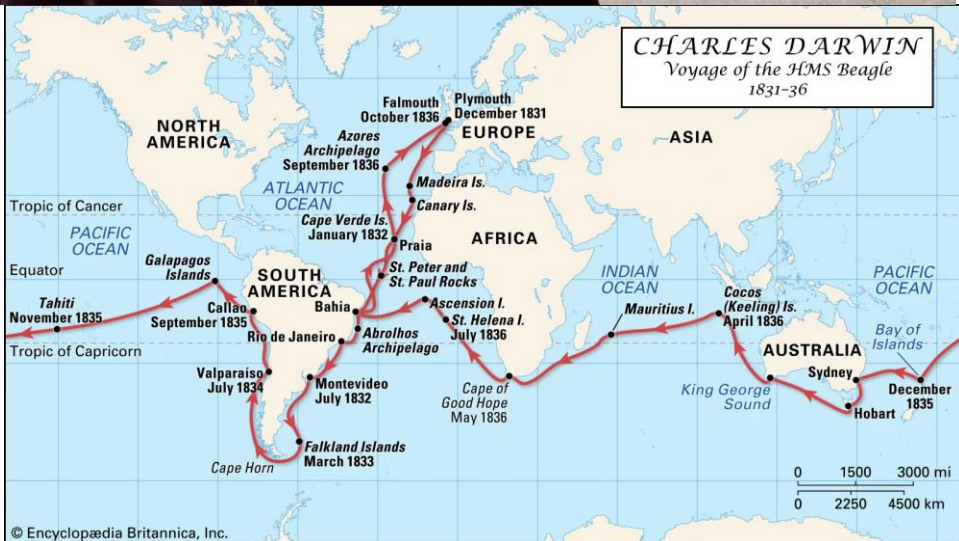 CHARLES DARWIN
Voyage of the HMS Beagle
1831–36
NORTH
AMERICA
Falmouth
October 1836
Plymouth
December 1831
EUROPE
ASIA
Azores
Archipelago
September 1836
ATLANTIC
OCEAN
Madeira Is.
Canary Is.
Tropic of Cancer
Cape Verde Is.
January 1832
Praia
AFRICA
PACIFIC
OCEAN
Equator
Galapagos
Islands
SOUTH
AMERICA
St. Peter and
St. Paul Rocks
INDIAN
OCEAN
PACIFIC
OCEAN
Tahiti
November 1835
Callao
September 1835
Bahia
Ascension I.
St. Helena I.
July 1836
Mauritius I.
Cocos
(Keeling) Is.
April 1836
Bay of
Islands
Rio de Janeiro
Abrolhos
Archipelago
Tropic of Capricorn
AUSTRALIA
Sydney
Valparaíso
July 1834
Montevideo
July 1832
Cape of
Good Hope
May 1836
King George
Sound
December
1835
Hobart
Falkland Islands
March 1833
Cape Horn
0 1500 3000 mi
0 2250 4500 km
© Encyclopædia Britannica, Inc.